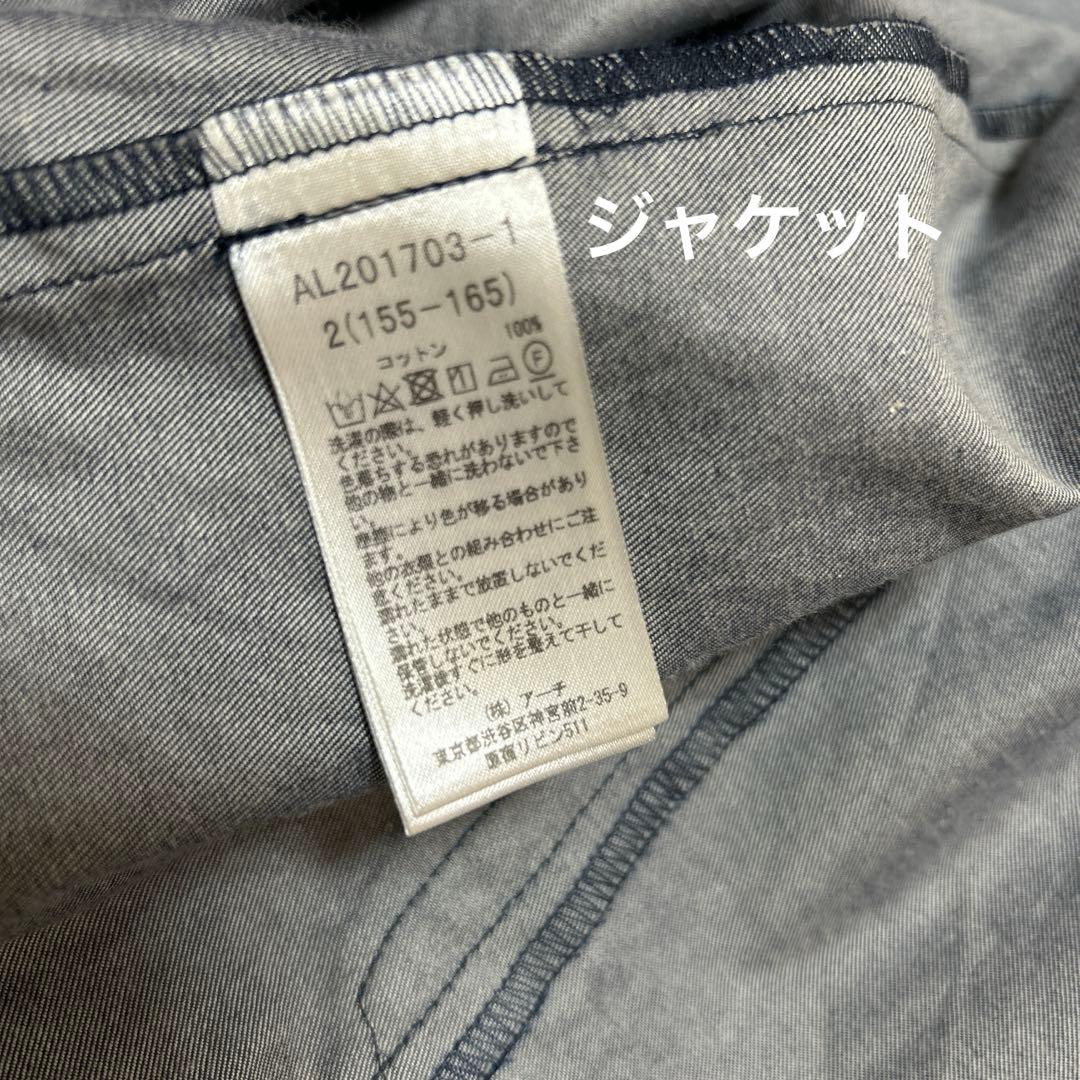 ジャケット
AL201703-1
2(155-165)
コットン 100%
洗濯の際は、軽く押し洗いして
ください。
色落ちする恐れがありますので
他の物と一緒に洗わないで下さ
い。
摩擦により色が移る場合があり
ます。
他の衣類との組み合わせにご注
意ください。
濡れたままで放置しないでくだ
さい。
濡れた状態で他のものと一緒に
保管しないでください。
洗濯後すぐに形を整えて干して
ください。
(株) アーチ
東京都渋谷区神宮前2-35-9
原宿リビン511